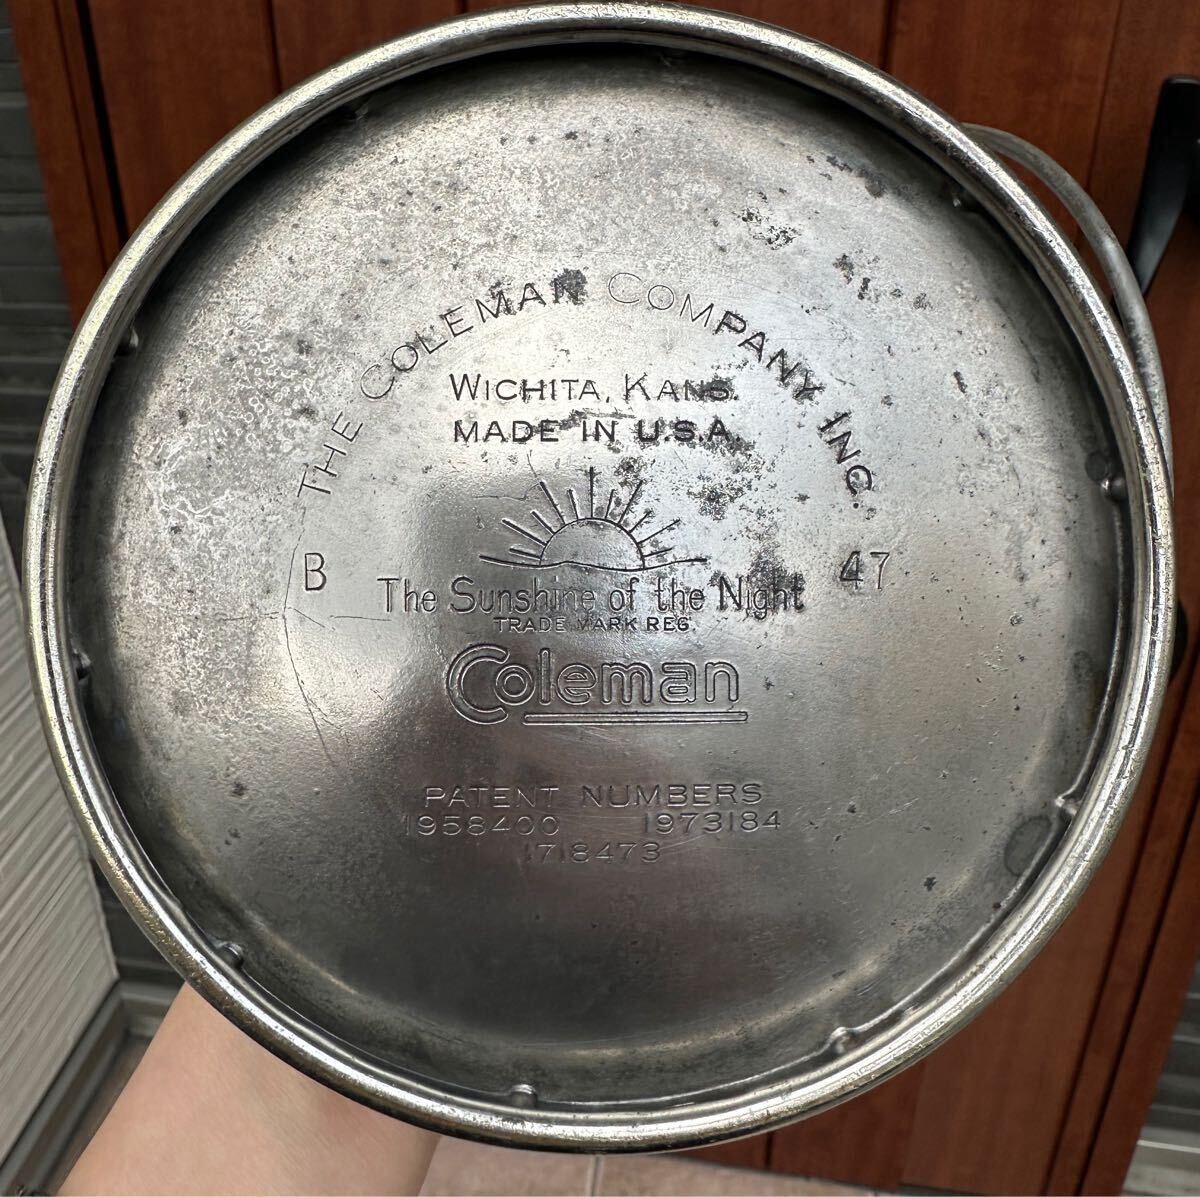 THE COLEMAN COMPANY INC.
WICHITA, KANS.
MADE IN U.S.A.
B 47
The Sunshine of the Night
TRADE MARK REG.
Coleman
PATENT NUMBERS
1958400 1973184
1718473